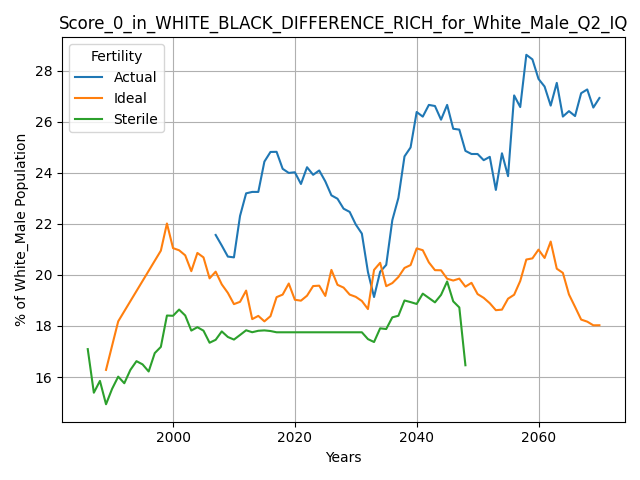 Score_0_in_WHITE_BLACK_DIFFERENCE_RICH_for_White_Male_Q2_IQ
Fertility
Actual
Ideal
Sterile
% of White_Male Population
28
26
24
22
20
18
16
2000
2020
2040
2060
Years